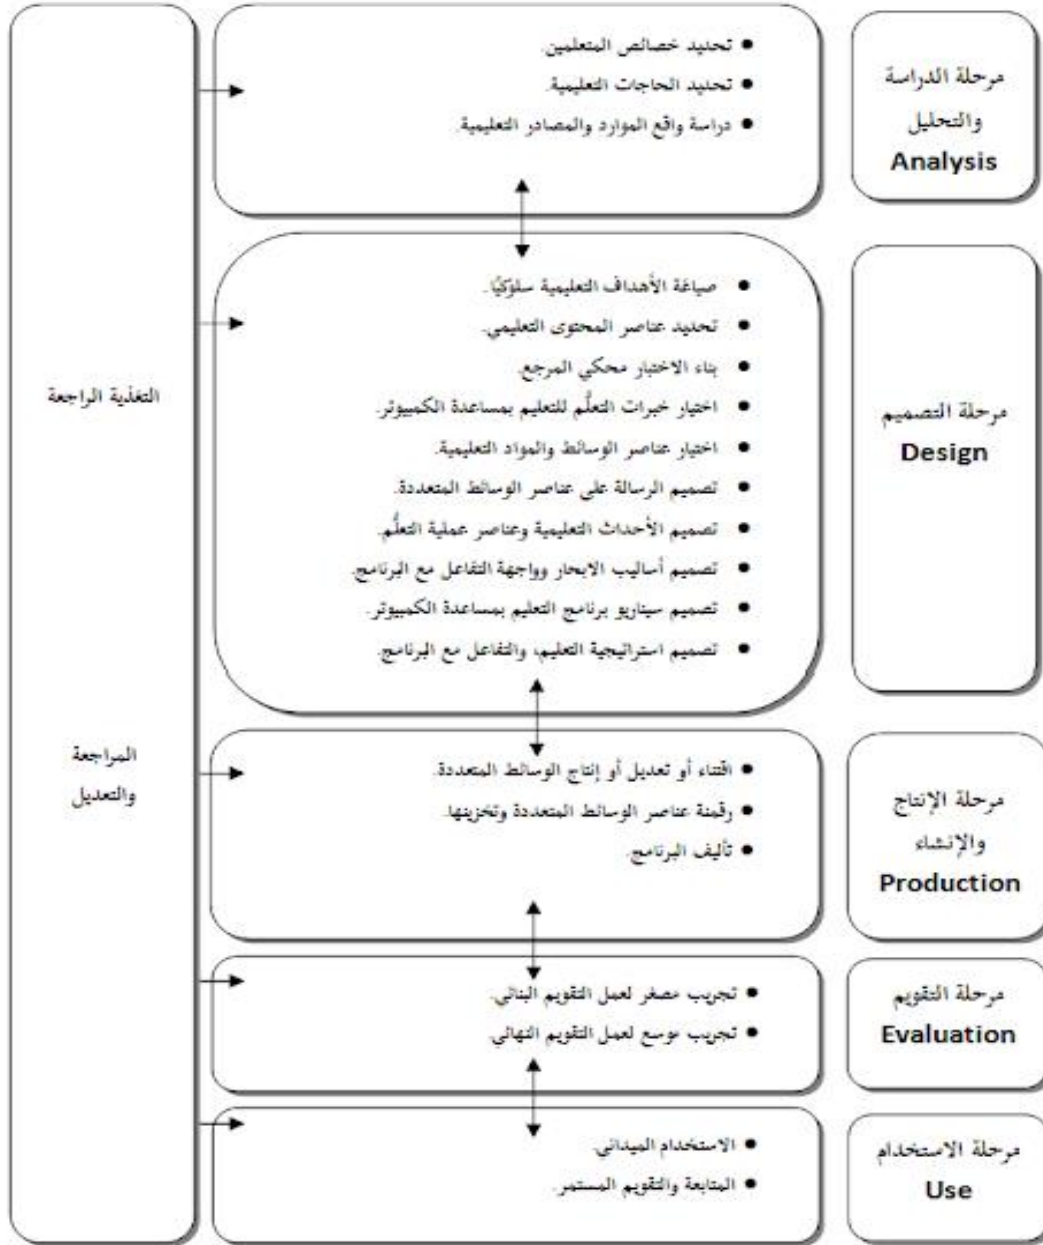 مرحلة الدراسة
والتحليل
Analysis
• تحديد خصائص المتعلمين.
• تحديد الحاجات التعليمية.
• دراسة واقع الموارد والمصادر التعليمية.
مرحلة التصميم
Design
• صياغة الأهداف التعليمية سلوكيًا.
• تحديد عناصر المحتوى التعليمي.
• بناء الاختبار محكي المرجع.
• اختيار خبرات التعلُّم للتعليم بمساعدة الكمبيوتر.
• اختيار عناصر الوسائط والمواد التعليمية.
• تصميم الرسالة على عناصر الوسائط المتعددة.
• تصميم الأحداث التعليمية وعناصر عملية التعلُّم.
• تصميم أساليب الابحار وواجهة التفاعل مع البرنامج.
• تصميم سيناريو برنامج التعليم بمساعدة الكمبيوتر.
• تصميم استراتيجية التعليم، والتفاعل مع البرنامج.
مرحلة الإنتاج
والإنشاء
Production
• اقتناء أو تعديل أو إنتاج الوسائط المتعددة.
• رقمنة عناصر الوسائط المتعددة وتخزينها.
• تأليف البرنامج.
مرحلة التقويم
Evaluation
• تجريب مصغر لعمل التقويم البنائي.
• تجريب موسع لعمل التقويم النهائي.
مرحلة الاستخدام
Use
• الاستخدام الميداني.
• المتابعة والتقويم المستمر.
التغذية الراجعة
المراجعة
والتعديل